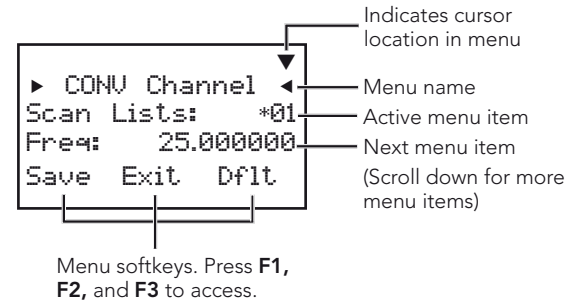 Indicates cursor
location in menu
▼
► CONV Channel ◄
Menu name
Scan Lists: *01
Active menu item
Freq: 25.000000
Next menu item
Save Exit Dflt
(Scroll down for more
menu items)
Menu softkeys. Press F1,
F2, and F3 to access.